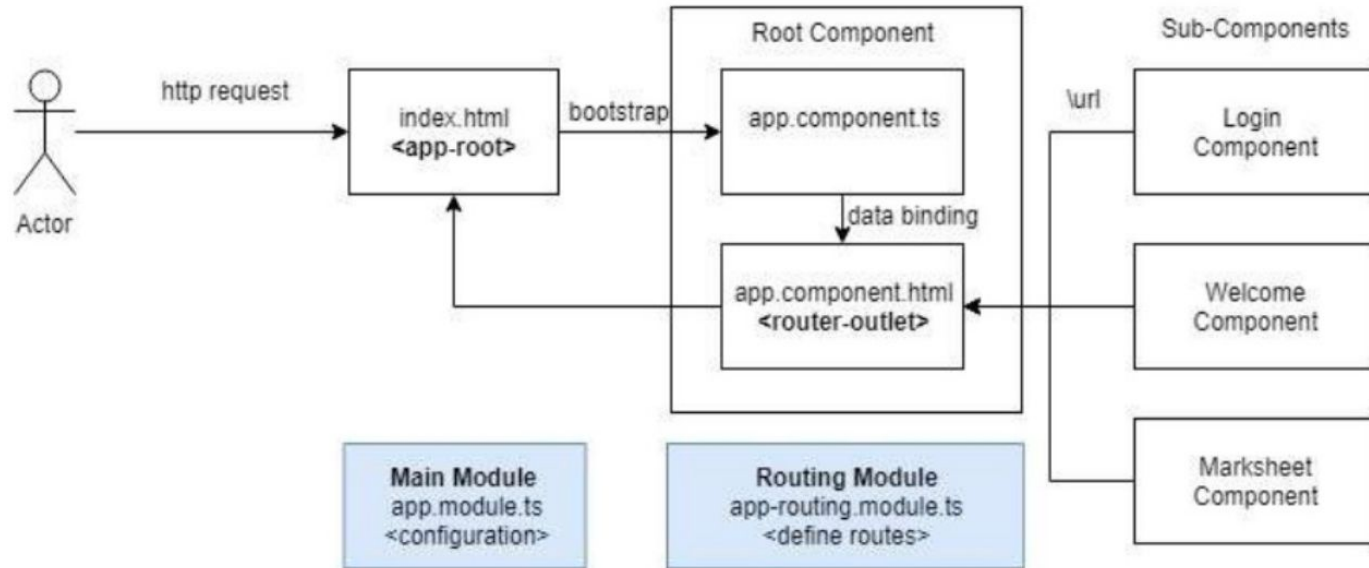 Root Component
Sub-Components
http request
index.html
<app-root>
bootstrap
app.component.ts
\url
Login
Component
Actor
data binding
app.component.html
<router-outlet>
Welcome
Component
Main Module
app.module.ts
<configuration>
Routing Module
app-routing.module.ts
<define routes>
Marksheet
Component